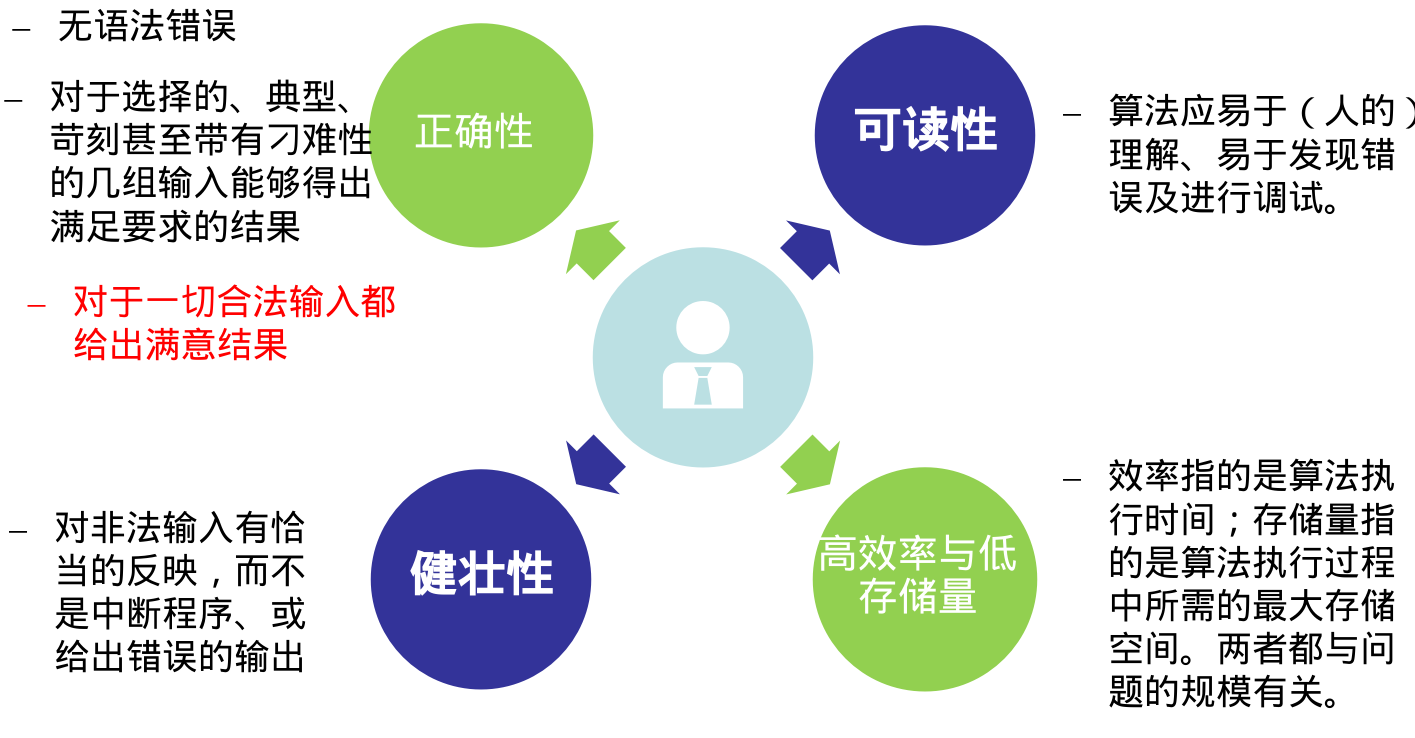 – 无语法错误
– 对于选择的、典型、
苛刻甚至带有刁难性
的几组输入能够得出
满足要求的结果
– 对于一切合法输入都
给出满意结果
正确性
可读性
– 算法应易于（人的）
理解、易于发现错
误及进行调试。
– 对非法输入有恰
当的反映，而不
是中断程序、或
给出错误的输出
健壮性
高效率与低
存储量
– 效率指的是算法执
行时间；存储量指
的是算法执行过程
中所需的最大存储
空间。两者都与问
题的规模有关。